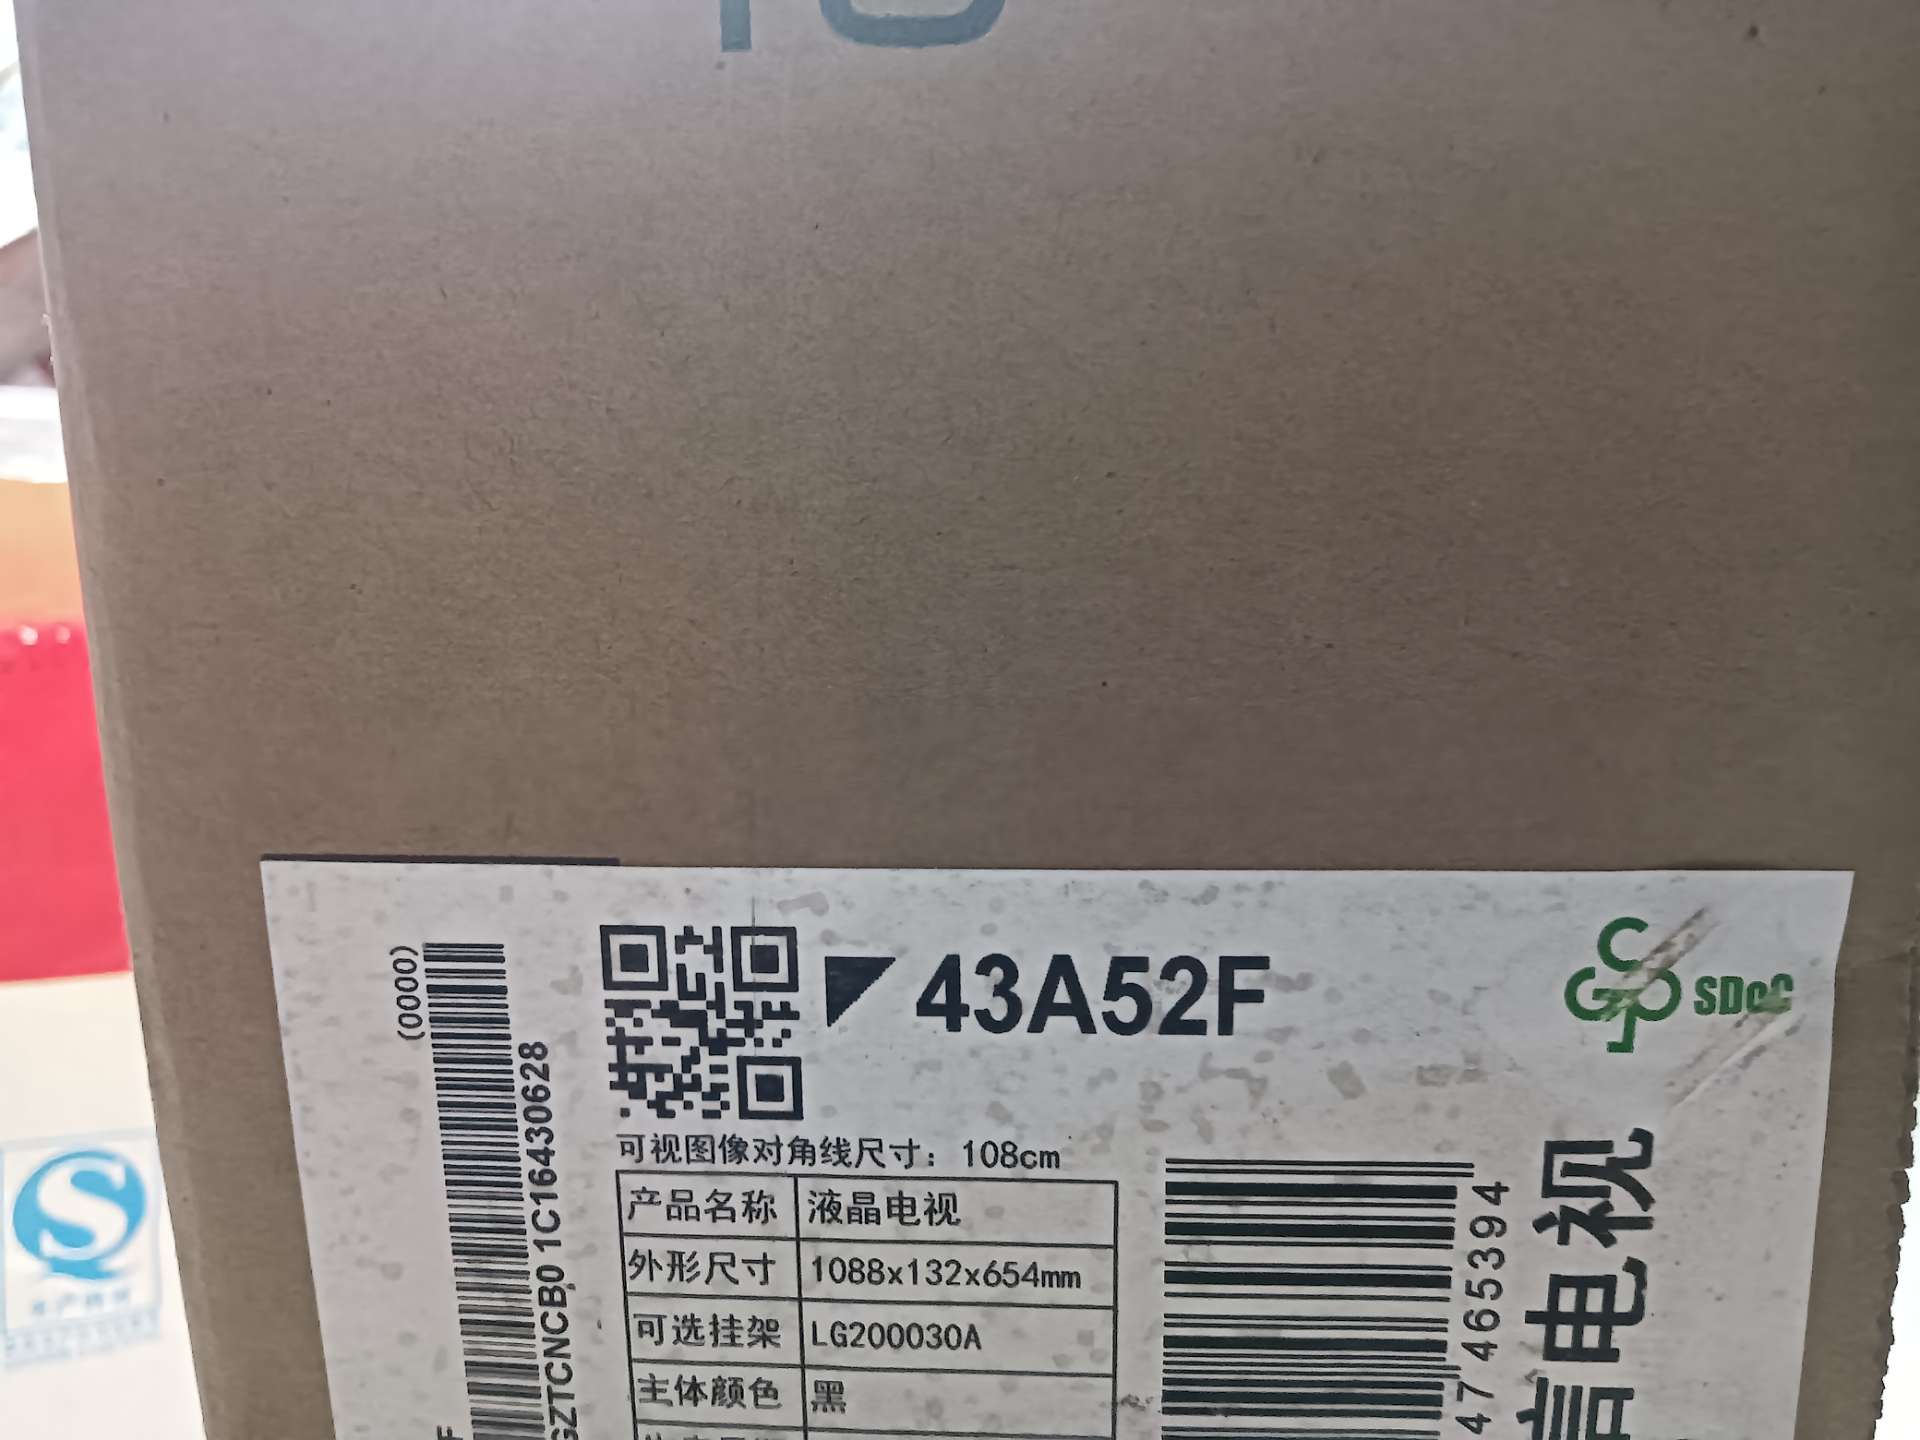 43A52F
SDoC
(0000)
GZTCNCB01C16430628
可视图像对角线尺寸：108cm
产品名称 液晶电视
外形尺寸 1088x132x654mm
可选挂架 LG200030A
主体颜色 黑
47465394
信电视